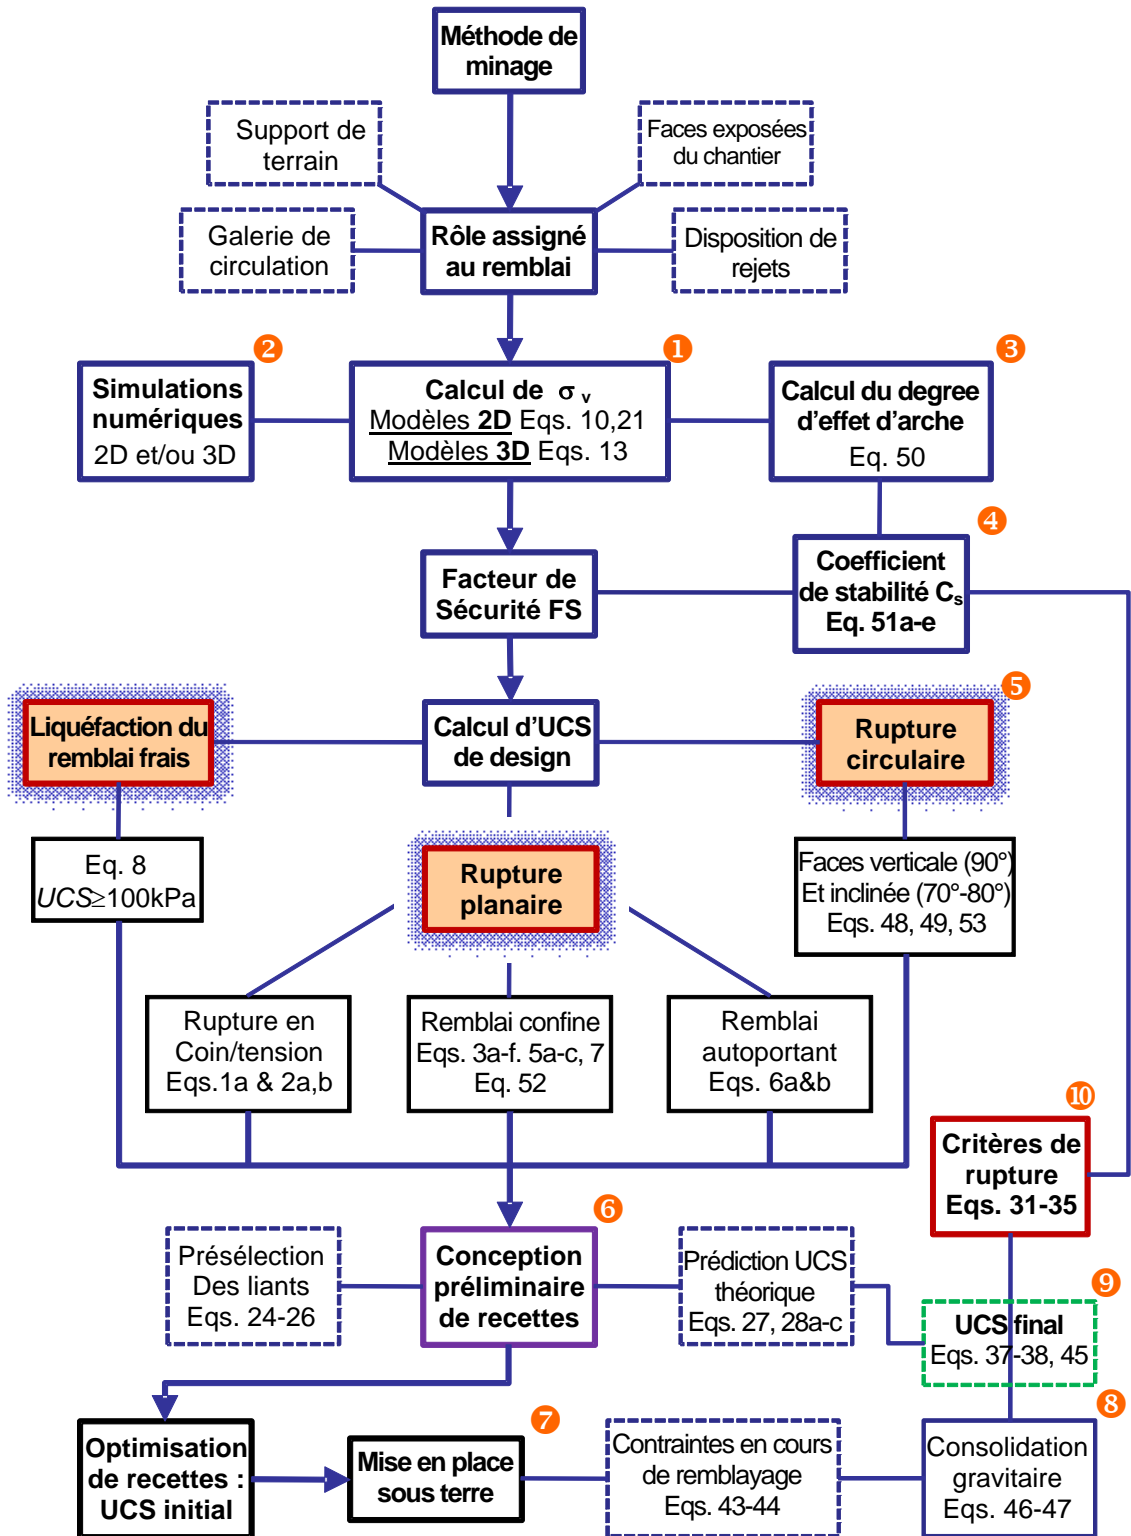 Méthode de
minage
Support de
terrain
Faces exposées
du chantier
Galerie de
circulation
Rôle assigné
au remblai
Disposition de
rejets
2
1
3
Simulations
numériques
2D et/ou 3D
Calcul de σv
Modèles 2D Eqs. 10,21
Modèles 3D Eqs. 13
Calcul du degree
d'effet d'arche
Eq. 50
4
Facteur de
Sécurité FS
Coefficient
de stabilité Cs
Eq. 51a-e
5
Liquéfaction du
remblai frais
Calcul d'UCS
de design
Rupture
circulaire
Eq. 8
UCS≥100kPa
Rupture
planaire
Faces verticale (90°)
Et inclinée (70°-80°)
Eqs. 48, 49, 53
Rupture en
Coin/tension
Eqs.1a & 2a,b
Remblai confine
Eqs. 3a-f. 5a-c, 7
Eq. 52
Remblai
autoportant
Eqs. 6a&b
10
Critères de
rupture
Eqs. 31-35
6
Présélection
Des liants
Eqs. 24-26
Conception
préliminaire
de recettes
Prédiction UCS
théorique
Eqs. 27, 28a-c
9
UCS final
Eqs. 37-38, 45
7
8
Optimisation
de recettes :
UCS initial
Mise en place
sous terre
Contraintes en cours
de remblayage
Eqs. 43-44
Consolidation
gravitaire
Eqs. 46-47